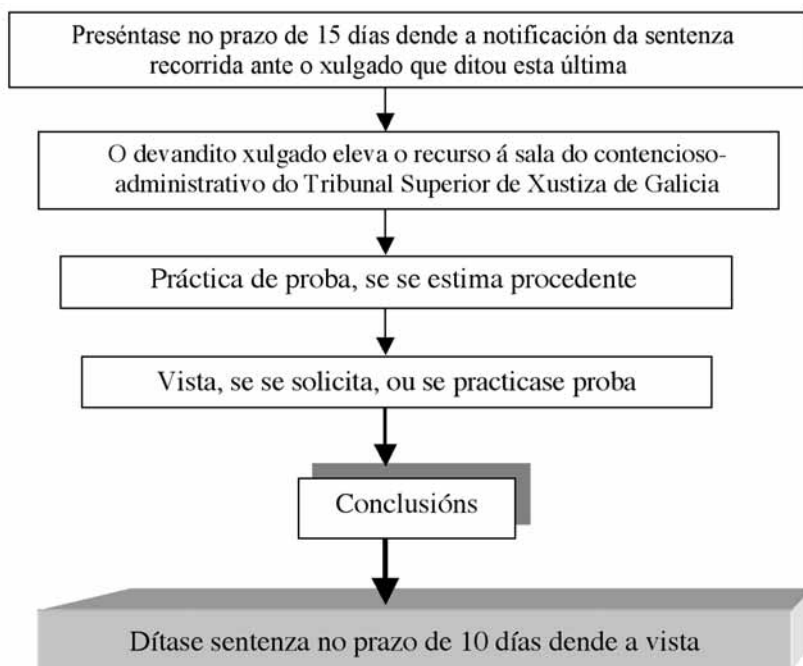 Preséntase no prazo de 15 días dende a notificación da sentenza
recorrida ante o xulgado que ditou esta última
O devandito xulgado eleva o recurso á sala do contencioso-
administrativo do Tribunal Superior de Xustiza de Galicia
Práctica de proba, se se estima procedente
Vista, se se solicita, ou se practicase proba
Conclusións
Dítase sentenza no prazo de 10 días dende a vista